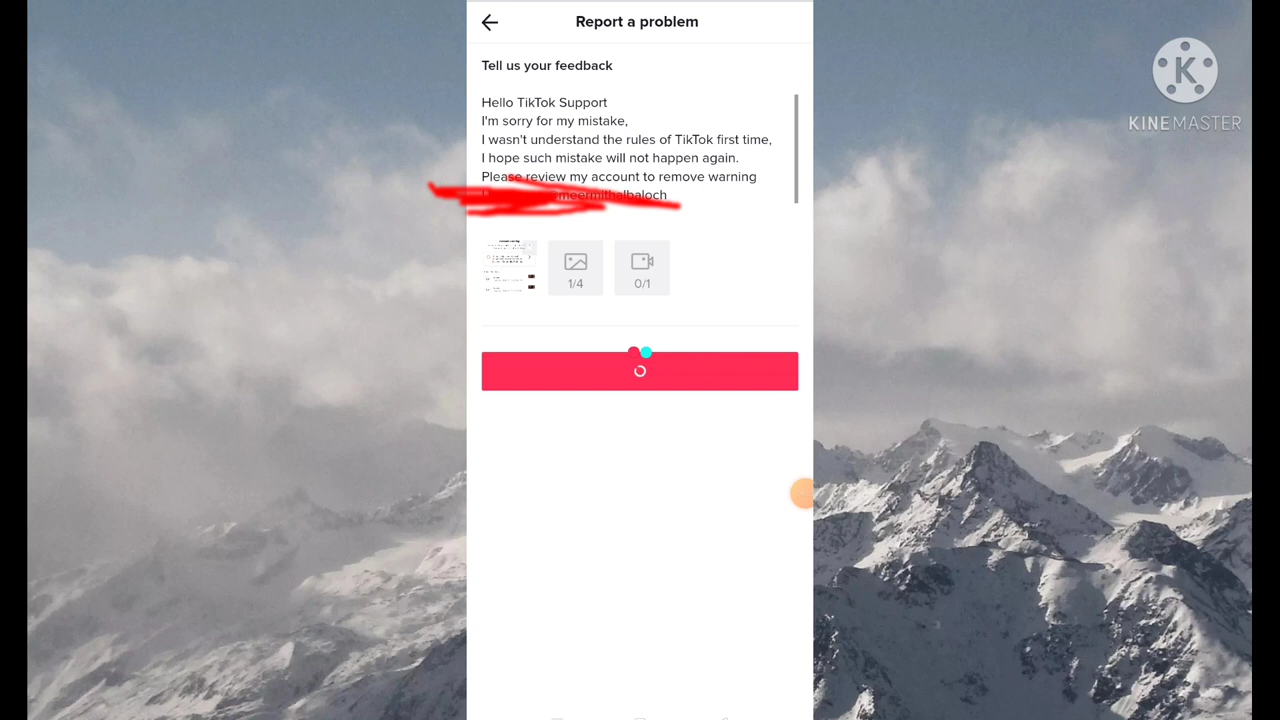 Report a problem
Tell us your feedback
Hello TikTok Support
I'm sorry for my mistake,
I wasn't understand the rules of TikTok first time,
I hope such mistake will not happen again.
Please review my account to remove warning
1/4
0/1
K
KINEMASTER